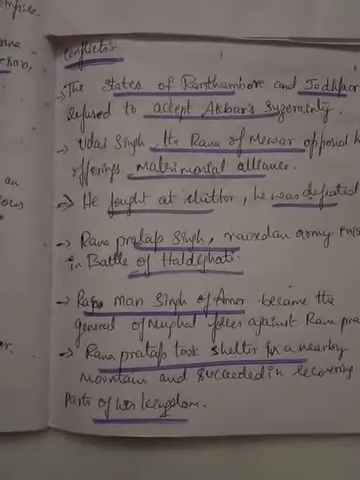 Conflicts
→ The States of Ranthambore and Jodhpur
refused to accept Akbar's suzerainty.
→ Udai Singh, the Rana of Mewar opposed h
offerings matrimonial alliance.
→ He fought at chittor, he was defeated
→ Rana pratap Singh, army
in Battle of Haldighati.
→ Raja man Singh of Amer became the
general of Mughal against Rana pra
→ Rana pratap took shelter in a nearby
Mountain and succeeded in recovering
Parts of his kingdom.